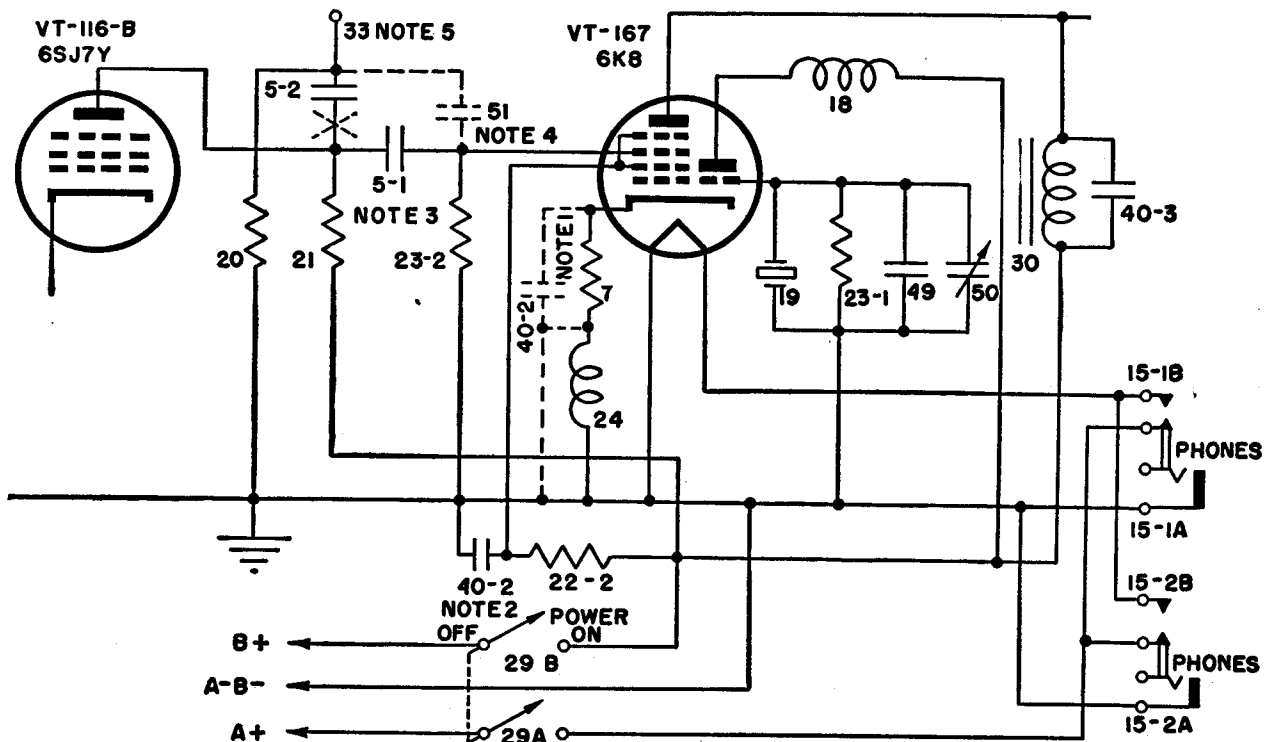 VT-116-B
6SJ7Y
33 NOTE 5
5-2
51
NOTE 4
5-1
NOTE 3
VT-167
6K8
18
20
21
23-2
NOTE 1
40-2
7
24
19
23-1
49
50
30
40-3
15-1B
PHONES
15-1A
40-2
NOTE 2
22-2
15-2B
PHONES
15-2A
OFF
POWER
ON
B+
29 B
A-B-
A+
29A